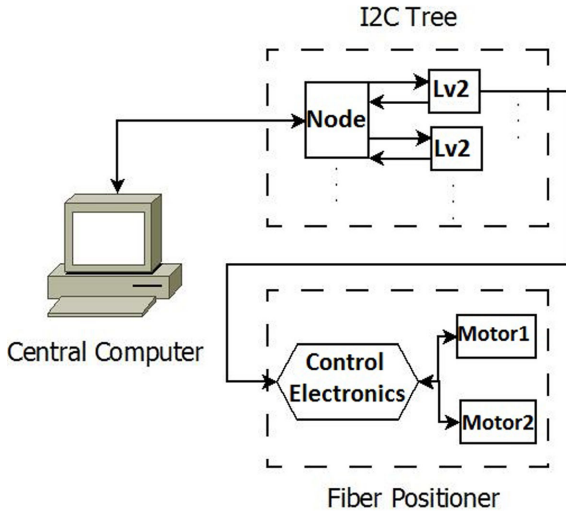 I2C Tree
Lv2
Node
Lv2
Central Computer
Motor1
Control
Electronics
Motor2
Fiber Positioner